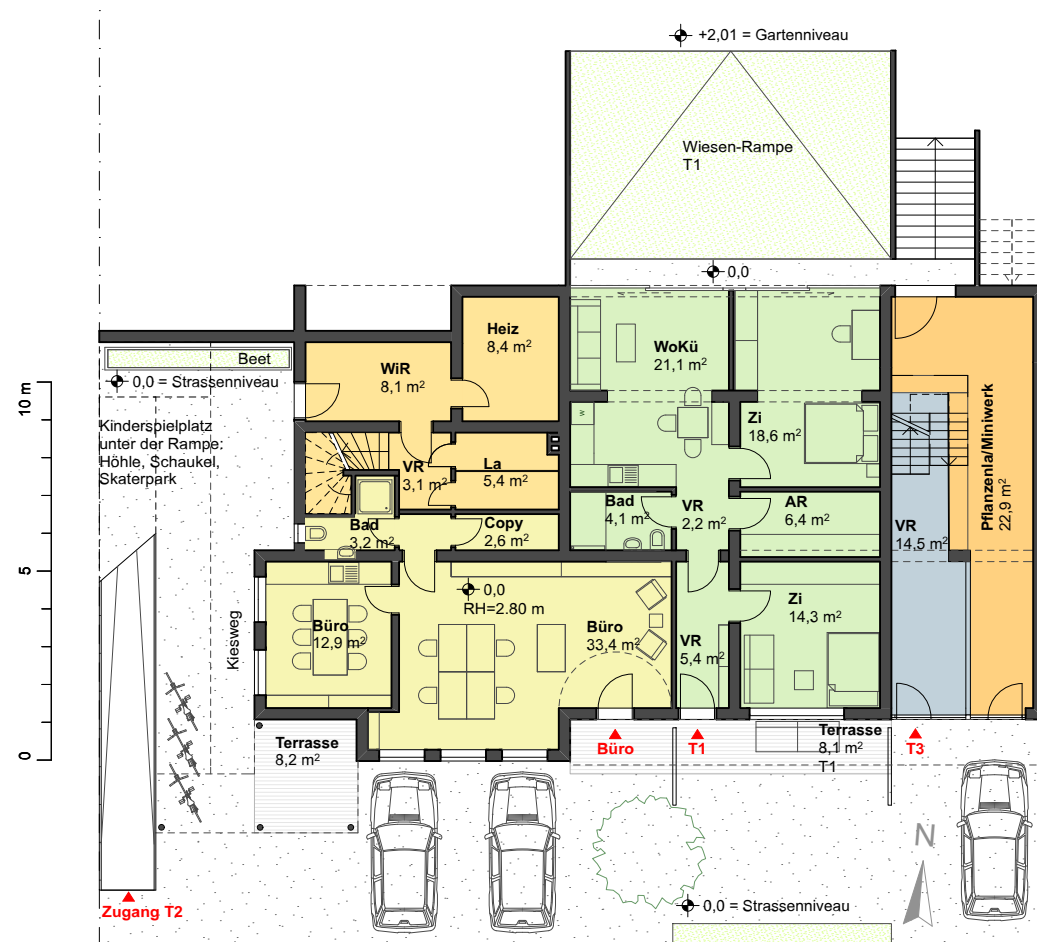 +2,01 = Gartenniveau
Wiesen-Rampe
T1
0,0
Heiz
8,4 m²
WiR
8,1 m²
WoKü
21,1 m²
Beet
0,0 = Strassenniveau
10 m
Kinderspielplatz
unter der Rampe:
Höhle, Schaukel,
Skaterpark
W
Zi
18,6 m²
Pflanzenla/Miniwerk
22,9 m²
VR
3,1 m²
La
5,4 m²
Bad
3,2 m²
Copy
2,6 m²
Bad
4,1 m²
VR
2,2 m²
AR
6,4 m²
VR
14,5 m²
5
0,0
RH=2.80 m
Kiesweg
Büro
12,9 m²
Büro
33,4 m²
VR
5,4 m²
Zi
14,3 m²
0
Terrasse
8,2 m²
Büro
T1
Terrasse
8,1 m²
T1
T3
N
Zugang T2
0,0 = Strassenniveau